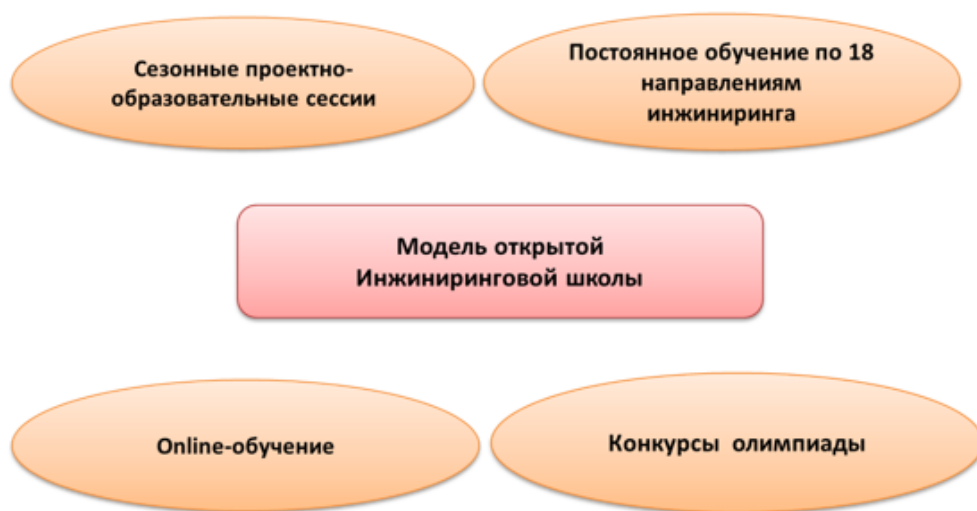 Сезонные проектно-
образовательные сессии
Постоянное обучение по 18
направлениям
инжиниринга
Модель открытой
Инжиниринговой школы
Online-обучение
Конкурсы олимпиады